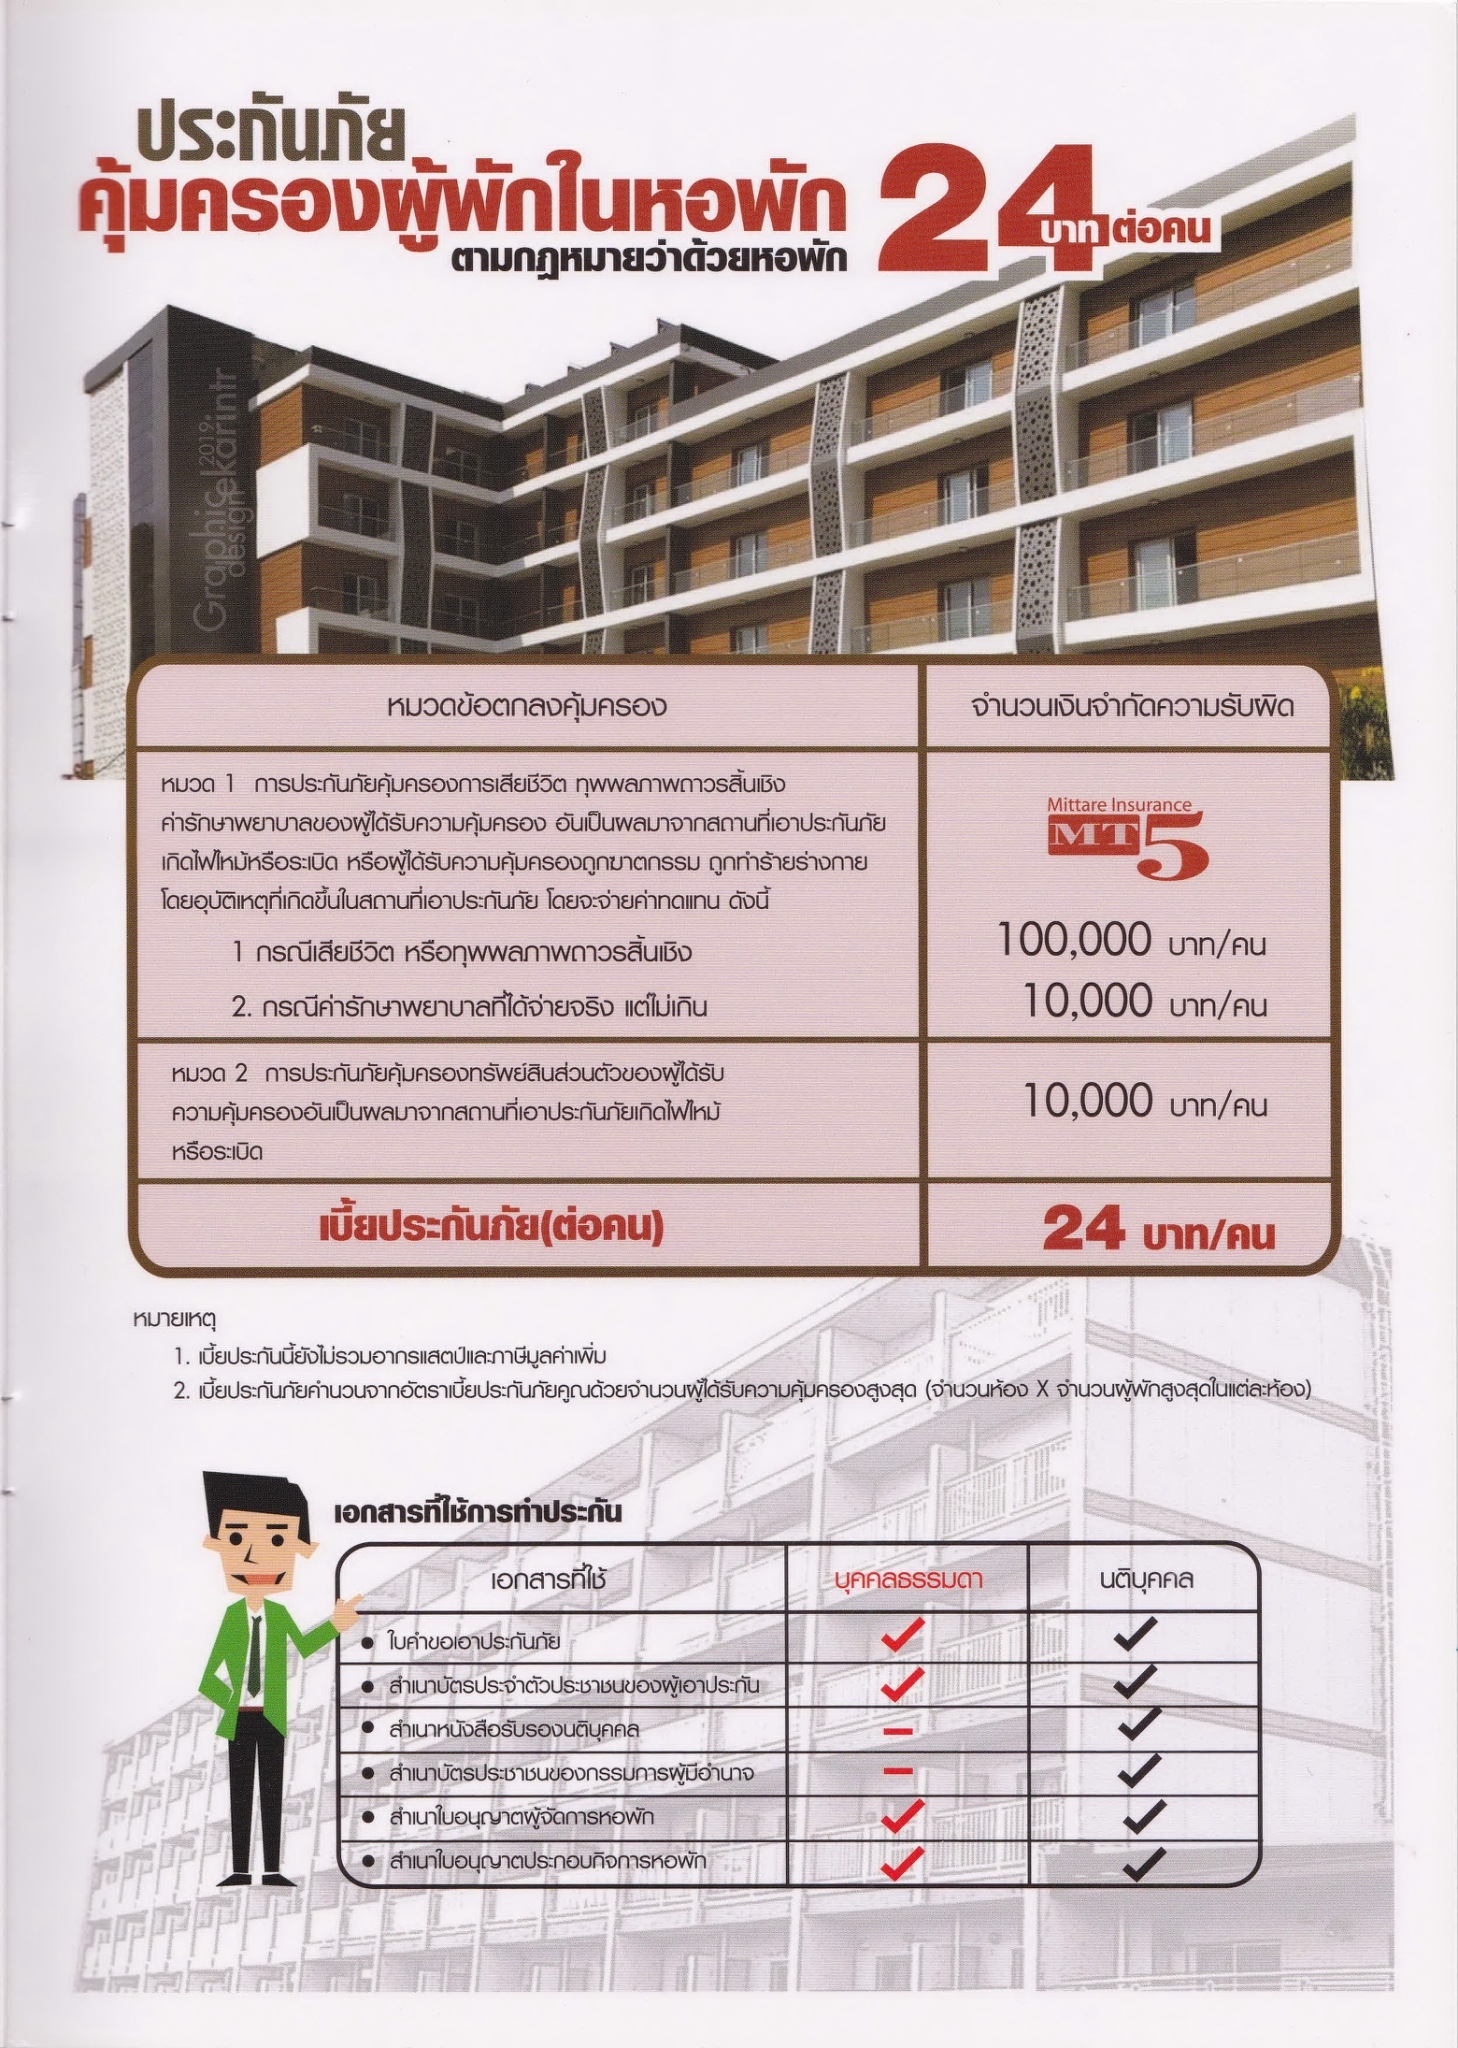 ประกันภัย
คุ้มครองผู้พักในหอพัก 24 บาท ต่อคน
ตามกฎหมายว่าด้วยหอพัก
Graphic 2019:
design ekarintr
หมวดข้อตกลงคุ้มครอง จำนวนเงินจำกัดความรับผิด
หมวด 1 การประกันภัยคุ้มครองการเสียชีวิต ทุพพลภาพถาวรสิ้นเชิง
ค่ารักษาพยาบาลของผู้ได้รับความคุ้มครอง อันเป็นผลมาจากสถานที่เอาประกันภัย
เกิดไฟไหม้หรือระเบิด หรือผู้ได้รับความคุ้มครองถูกฆาตกรรม ถูกทำร้ายร่างกาย
โดยอุบัติเหตุที่เกิดขึ้นในสถานที่เอาประกันภัย โดยจะจ่ายค่าทดแทน ดังนี้
Mittare Insurance
MT5
1 กรณีเสียชีวิต หรือทุพพลภาพถาวรสิ้นเชิง 100,000 บาท/คน
2. กรณีค่ารักษาพยาบาลที่ได้จ่ายจริง แต่ไม่เกิน 10,000 บาท/คน
หมวด 2 การประกันภัยคุ้มครองทรัพย์สินส่วนตัวของผู้ได้รับ
ความคุ้มครองอันเป็นผลมาจากสถานที่เอาประกันภัยเกิดไฟไหม้
หรือระเบิด
10,000 บาท/คน
เบี้ยประกันภัย(ต่อคน) 24 บาท/คน
หมายเหตุ
1. เบี้ยประกันนี้ยังไม่รวมอากรแสตป์และภาษีมูลค่าเพิ่ม
2. เบี้ยประกันภัยคำนวนจากอัตราเบี้ยประกันภัยคูณด้วยจำนวนผู้ได้รับความคุ้มครองสูงสุด (จำนวนห้อง X จำนวนผู้พักสูงสุดในแต่ละห้อง)
เอกสารที่ใช้การทำประกัน
เอกสารที่ใช้ บุคคลธรรมดา นติบุคคล
• ใบคำขอเอาประกันภัย ✓ ✓
• สำเนาบัตรประจำตัวประชาชนของผู้เอาประกัน ✓ ✓
• สำเนาหนังสือรับรองนติบุคคล – ✓
• สำเนาบัตรประชาชนของกรรมการผู้มีอำนาจ – ✓
• สำเนาใบอนุญาตผู้จัดการหอพัก ✓ ✓
• สำเนาใบอนุญาตประกอบกิจการหอพัก ✓ ✓